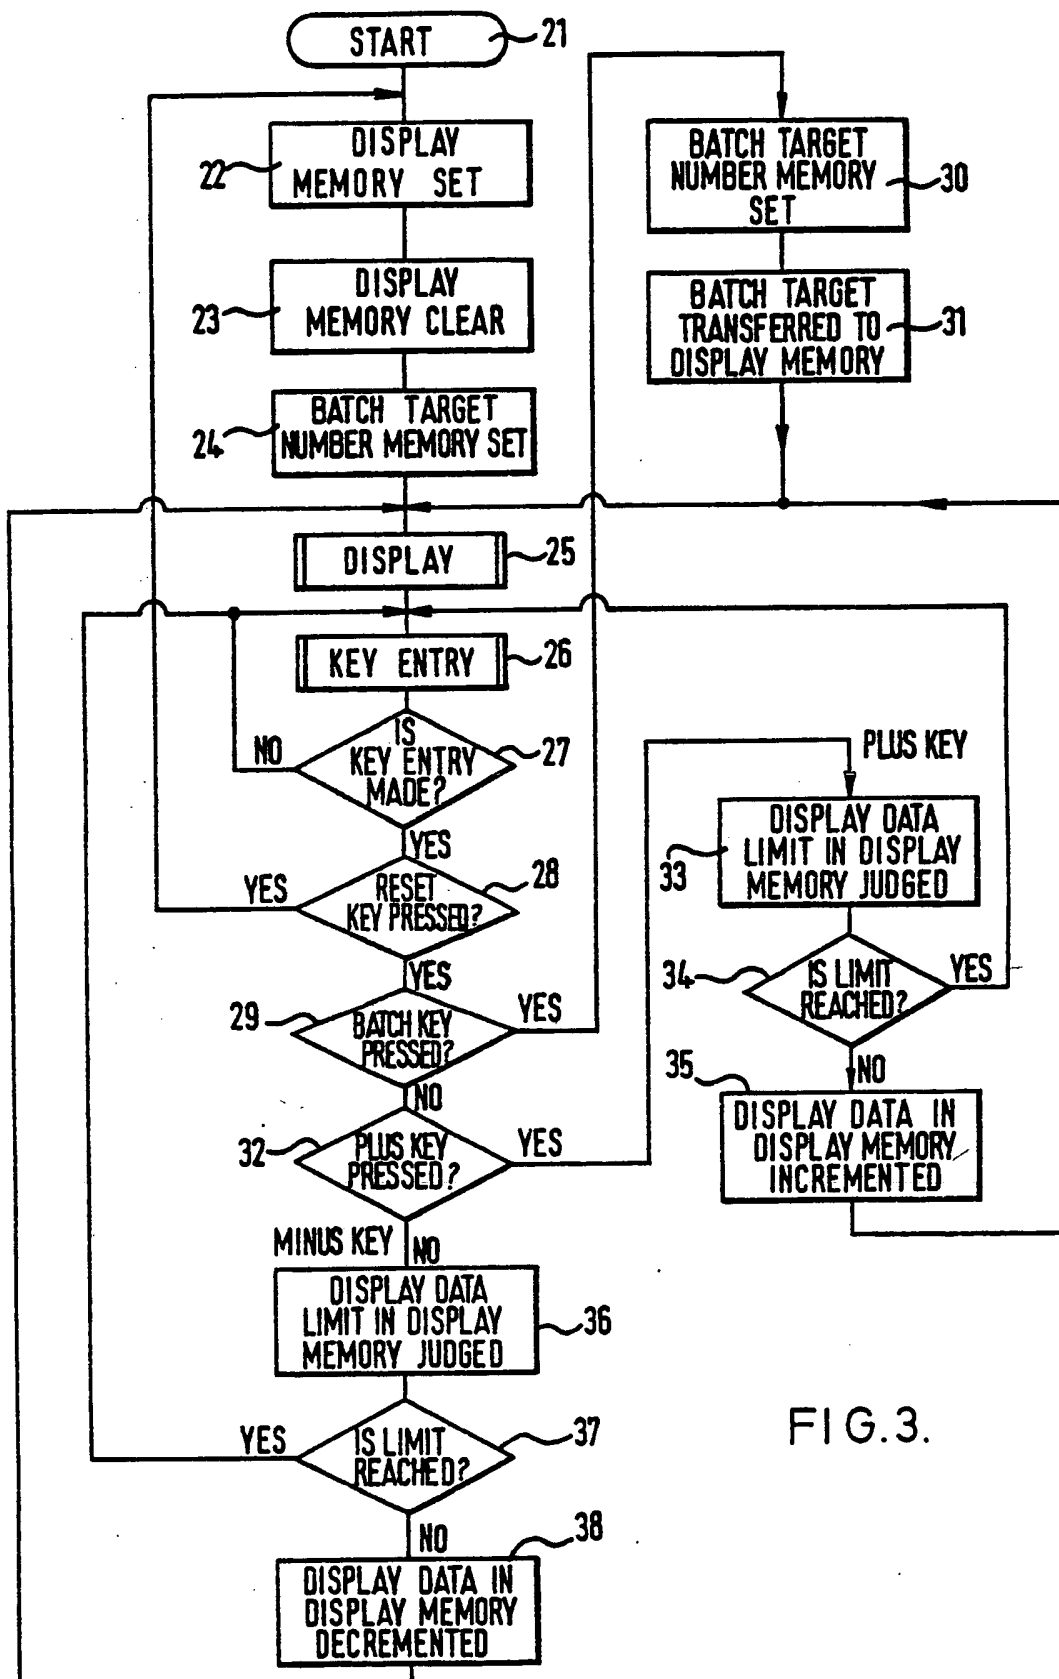 START
21
DISPLAY
MEMORY SET
22
DISPLAY
MEMORY CLEAR
23
BATCH TARGET
NUMBER MEMORY SET
24
BATCH TARGET
NUMBER MEMORY
SET
30
BATCH TARGET
TRANSFERRED TO
DISPLAY MEMORY
31
DISPLAY
25
KEY ENTRY
26
IS
KEY ENTRY
MADE?
27
NO
YES
RESET
KEY PRESSED?
28
YES
YES
BATCH KEY
PRESSED?
29
YES
NO
PLUS KEY
PRESSED?
32
YES
PLUS KEY
DISPLAY DATA
LIMIT IN DISPLAY
MEMORY JUDGED
33
IS LIMIT
REACHED?
34
YES
NO
35
DISPLAY DATA IN
DISPLAY MEMORY
INCREMENTED
MINUS KEY
NO
DISPLAY DATA
LIMIT IN DISPLAY
MEMORY JUDGED
36
IS LIMIT
REACHED?
37
YES
NO
38
DISPLAY DATA IN
DISPLAY MEMORY
DECREMENTED
FIG.3.